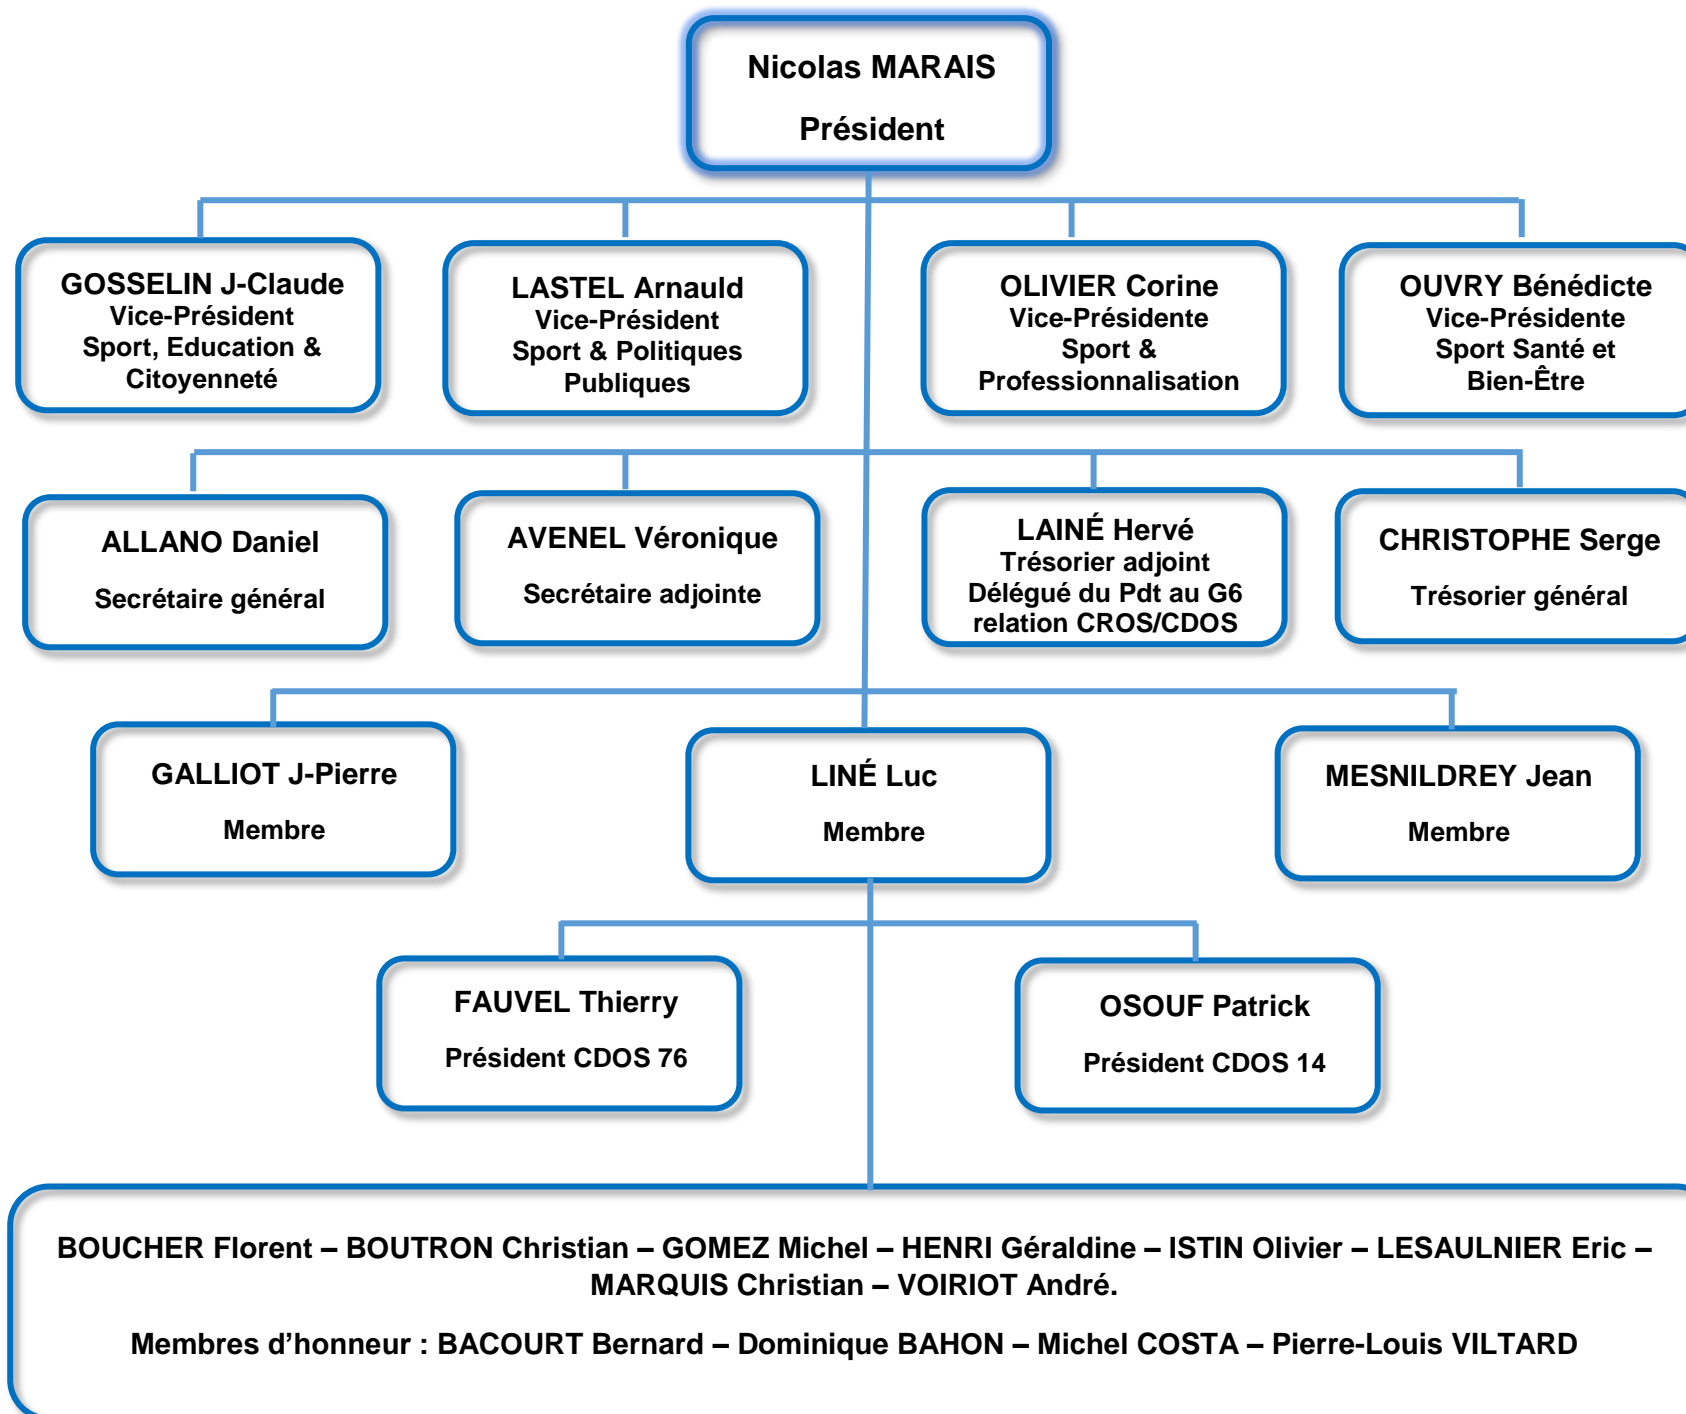 Nicolas MARAIS
Président
GOSSELIN J-Claude
Vice-Président
Sport, Education &
Citoyenneté
LASTEL Arnauld
Vice-Président
Sport & Politiques
Publiques
OLIVIER Corine
Vice-Présidente
Sport &
Professionnalisation
OUVRY Bénédicte
Vice-Présidente
Sport Santé et
Bien-Être
ALLANO Daniel
Secrétaire général
AVENEL Véronique
Secrétaire adjointe
LAINÉ Hervé
Trésorier adjoint
Délégué du Pdt au G6
relation CROS/CDOS
CHRISTOPHE Serge
Trésorier général
GALLIOT J-Pierre
Membre
LINÉ Luc
Membre
MESNILDREY Jean
Membre
FAUVEL Thierry
Président CDOS 76
OSOUF Patrick
Président CDOS 14
BOUCHER Florent – BOUTRON Christian – GOMEZ Michel – HENRI Géraldine – ISTIN Olivier – LESAULNIER Eric –
MARQUIS Christian – VOIRIOT André.
Membres d’honneur : BACOURT Bernard – Dominique BAHON – Michel COSTA – Pierre-Louis VILTARD